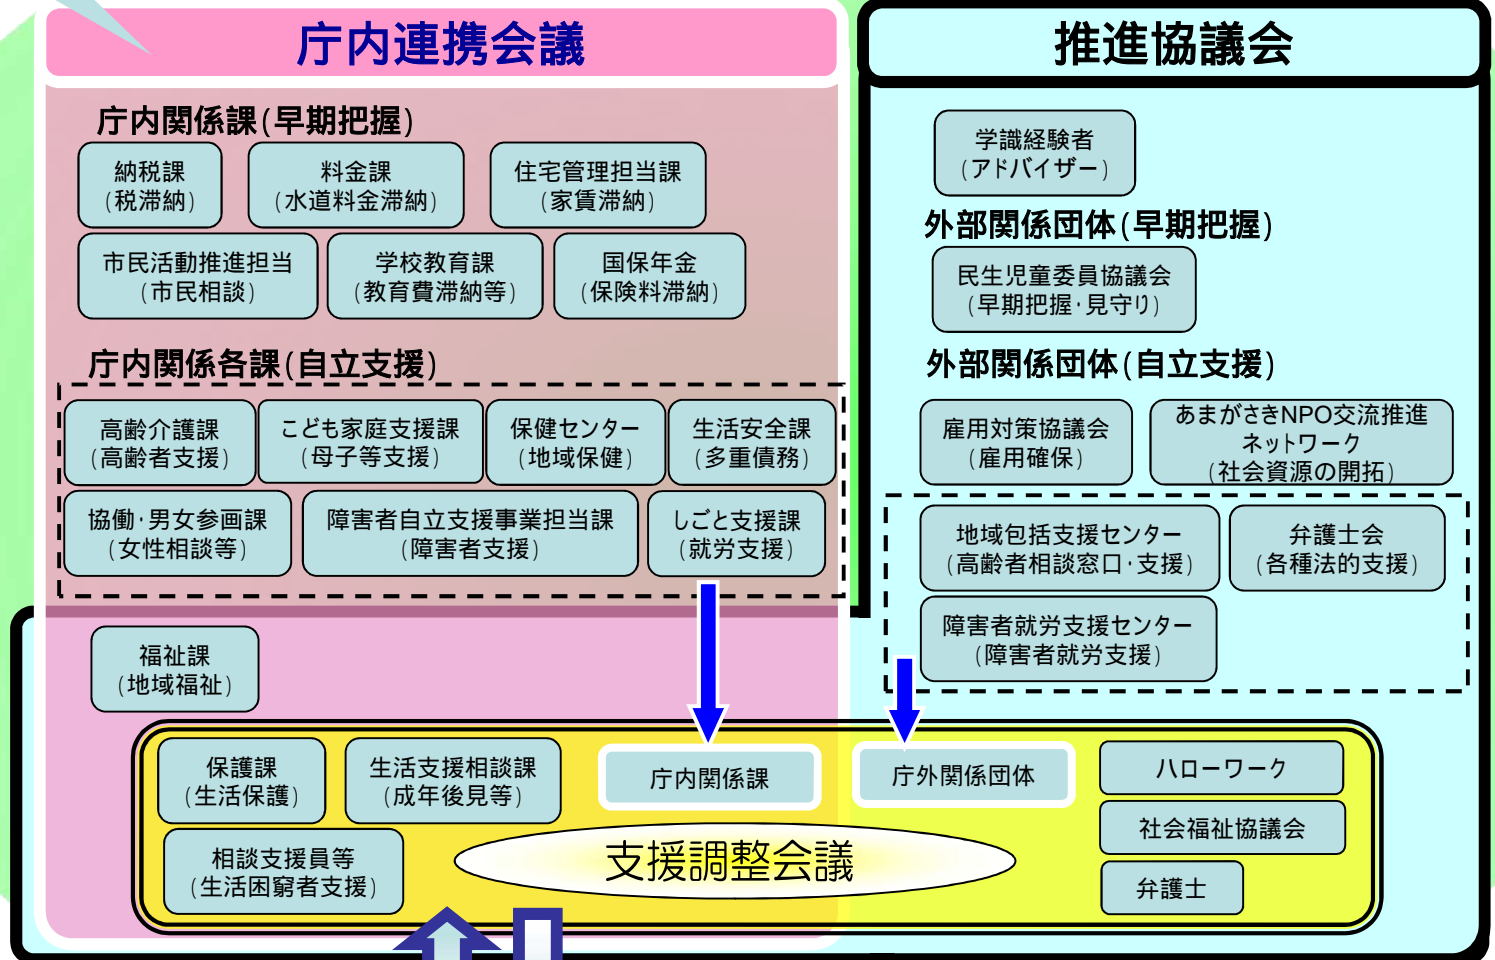 庁内連携会議
庁内関係課(早期把握)
納税課
(税滞納)
料金課
(水道料金滞納)
住宅管理担当課
(家賃滞納)
市民活動推進担当
(市民相談)
学校教育課
(教育費滞納等)
国保年金
(保険料滞納)
庁内関係各課(自立支援)
高齢介護課
(高齢者支援)
こども家庭支援課
(母子等支援)
保健センター
(地域保健)
生活安全課
(多重債務)
協働・男女参画課
(女性相談等)
障害者自立支援事業担当課
(障害者支援)
しごと支援課
(就労支援)
福祉課
(地域福祉)
推進協議会
学識経験者
(アドバイザー)
外部関係団体(早期把握)
民生児童委員協議会
(早期把握・見守り)
外部関係団体(自立支援)
雇用対策協議会
(雇用確保)
あまがさきNPO交流推進
ネットワーク
(社会資源の開拓)
地域包括支援センター
(高齢者相談窓口・支援)
弁護士会
(各種法的支援)
障害者就労支援センター
(障害者就労支援)
保護課
(生活保護)
生活支援相談課
(成年後見等)
庁内関係課
庁外関係団体
ハローワーク
社会福祉協議会
弁護士
相談支援員等
(生活困窮者支援)
支援調整会議